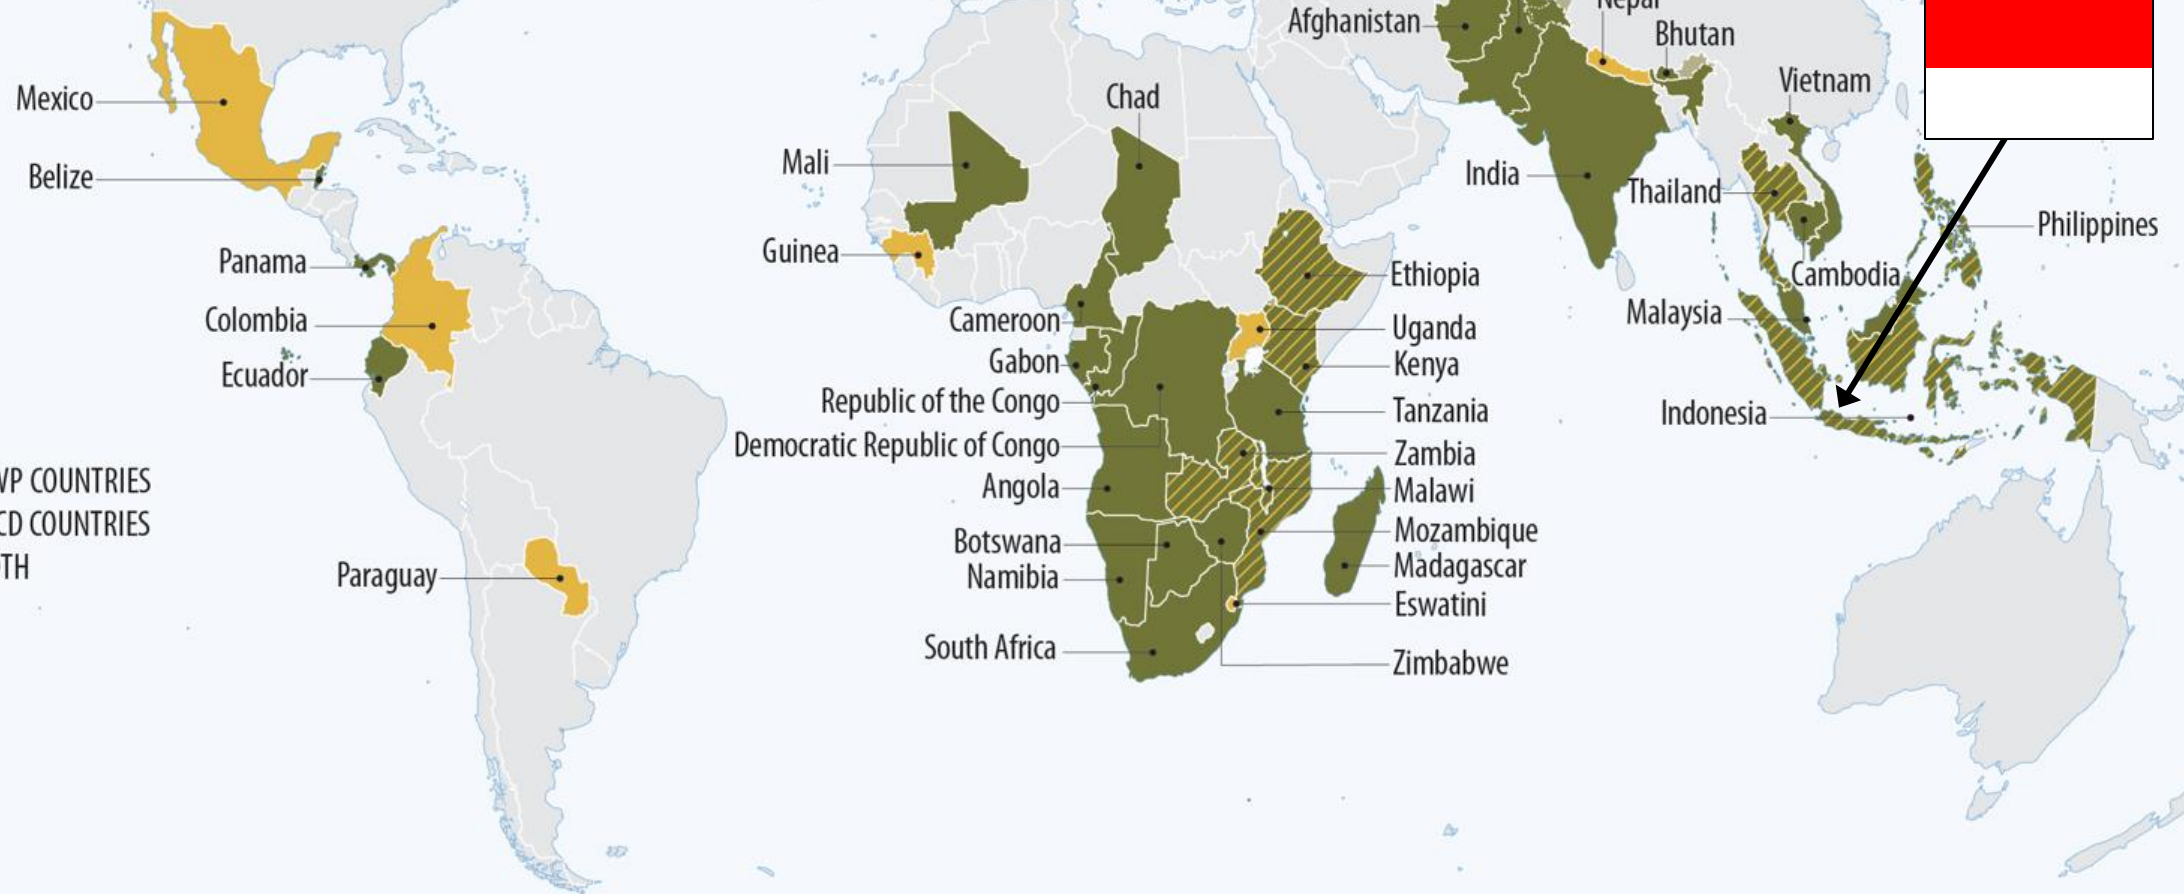 Mexico
Belize
Panama
Colombia
Ecuador
COUNTRIES
COUNTRIES
Paraguay
Chad
Mali
Guinea
Cameroon
Gabon
Republic of the Congo
Democratic Republic of Congo
Angola
Botswana
Namibia
South Africa
Ethiopia
Uganda
Kenya
Tanzania
Zambia
Malawi
Mozambique
Madagascar
Eswatini
Zimbabwe
Afghanistan
Nepal
Bhutan
Vietnam
India
Thailand
Philippines
Cambodia
Malaysia
Indonesia